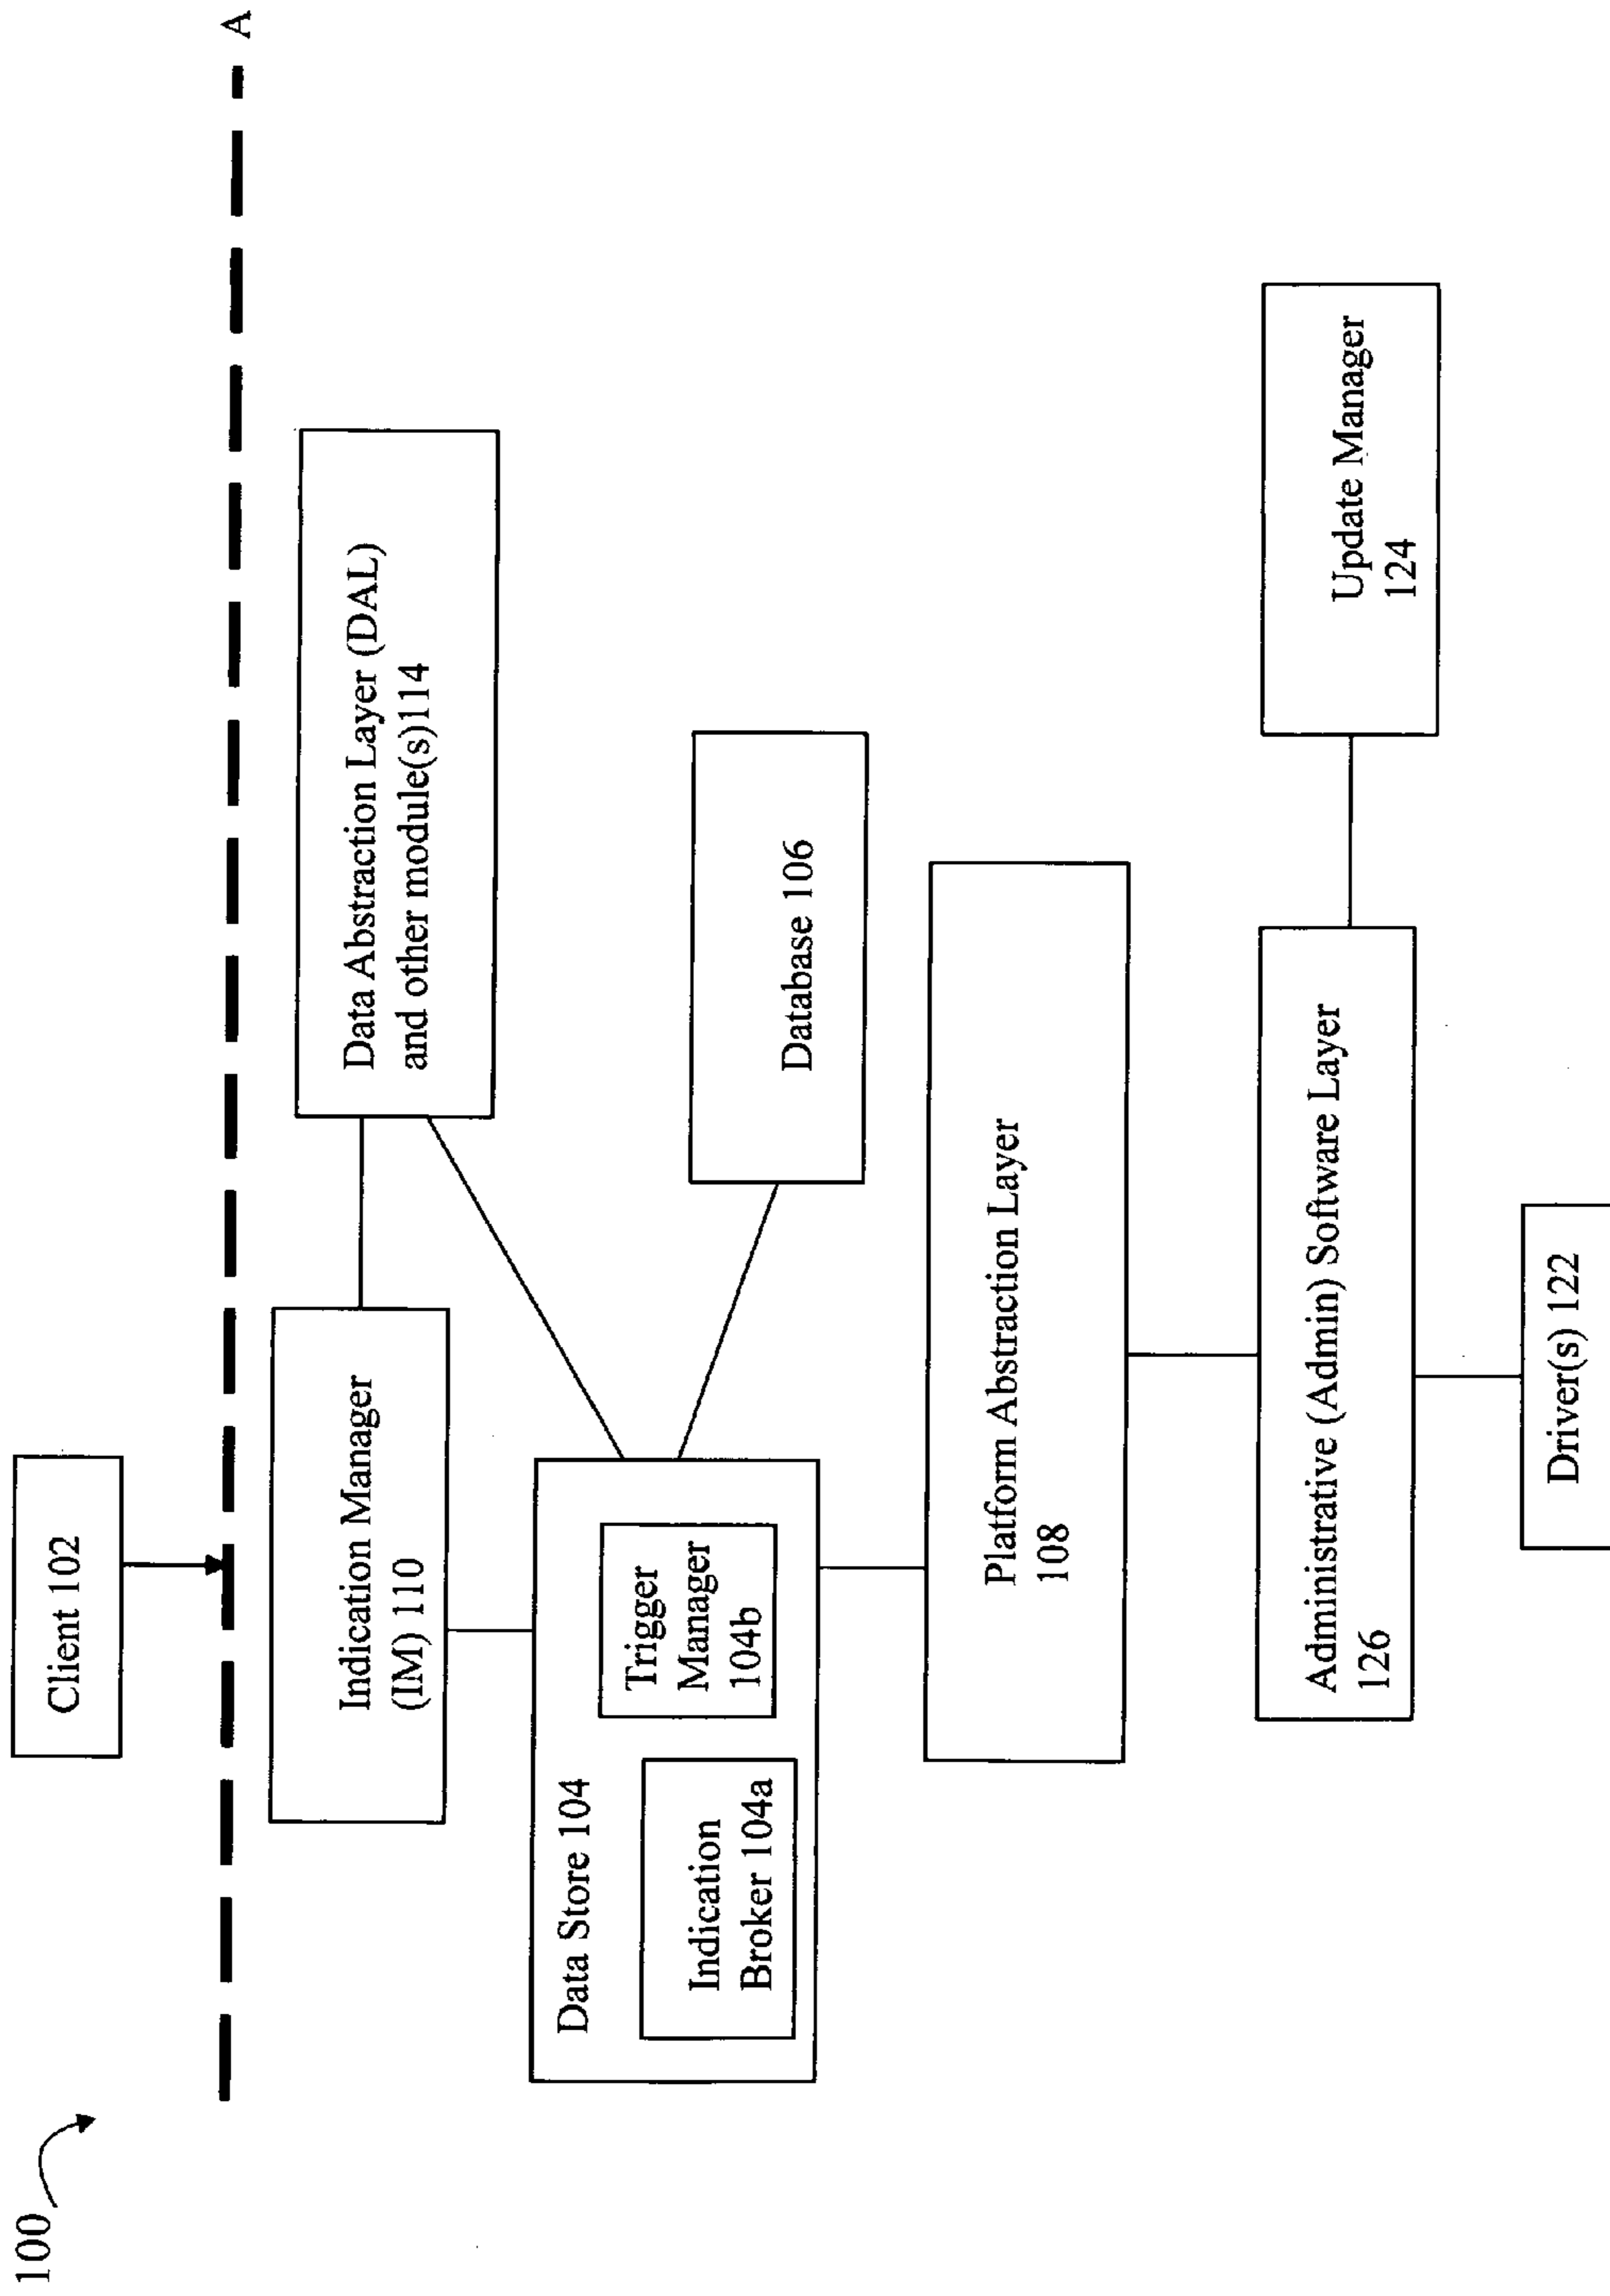 100
A
Client 102
Indication Manager
(IM) 110
Data Abstraction Layer (DAL)
and other module(s)114
Data Store 104
Indication
Broker 104a
Trigger
Manager
104b
Database 106
Platform Abstraction Layer
108
Administrative (Admin) Software Layer
126
Update Manager
124
Driver(s) 122